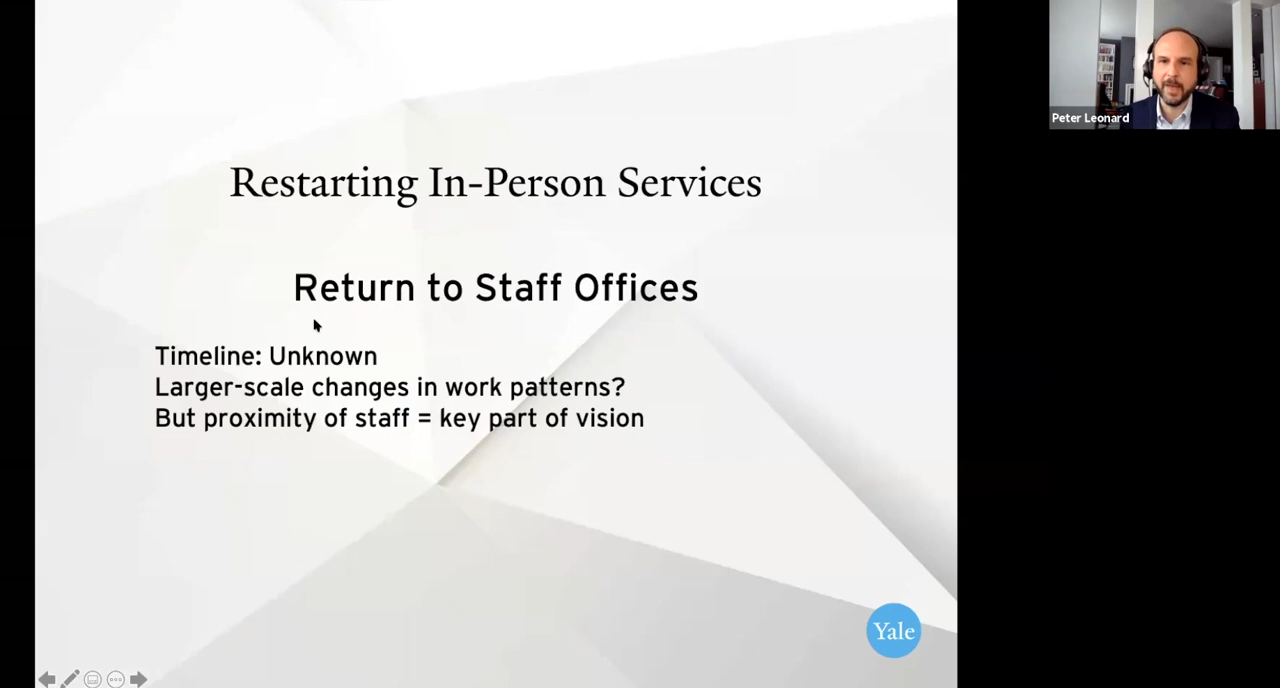 Restarting In-Person Services
Return to Staff Offices
Timeline: Unknown
Larger-scale changes in work patterns?
But proximity of staff = key part of vision
Yale
Peter Leonard